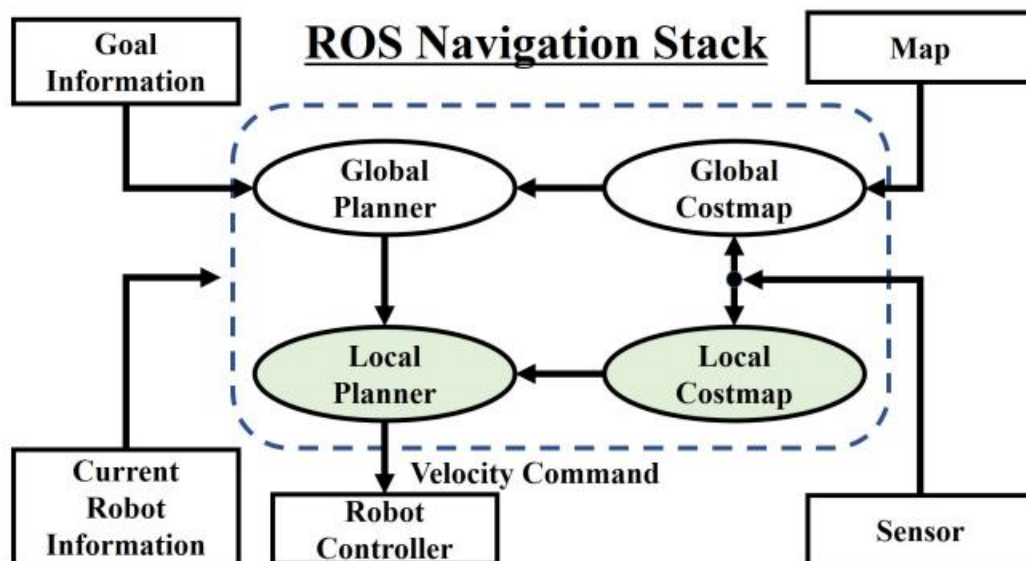 Goal
Information
ROS Navigation Stack
Map
Global
Planner
Global
Costmap
Local
Planner
Local
Costmap
Current
Robot
Information
Velocity Command
Robot
Controller
Sensor